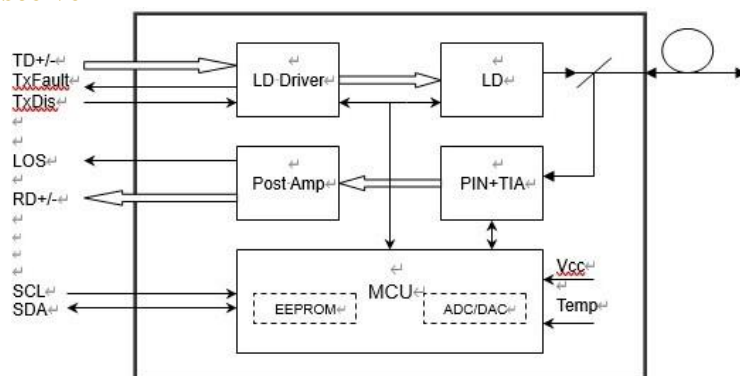 TD+/-
TxFault
TxDis
LOS
RD+/-
SCL
SDA
LD Driver
LD
Post Amp
PIN+TIA
MCU
EEPROM
ADC/DAC
Vcc
Temp